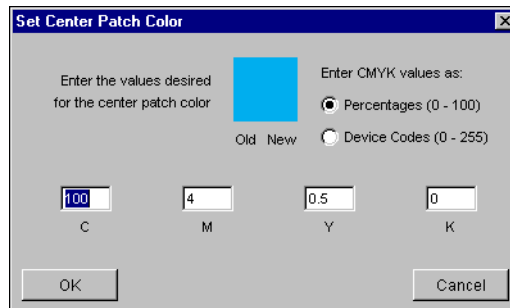 Set Center Patch Color
Enter the values desired
for the center patch color
Old New
Enter CMYK values as:
Percentages (0 - 100)
Device Codes (0 - 255)
100 4 0.5 0
C M Y K
OK Cancel